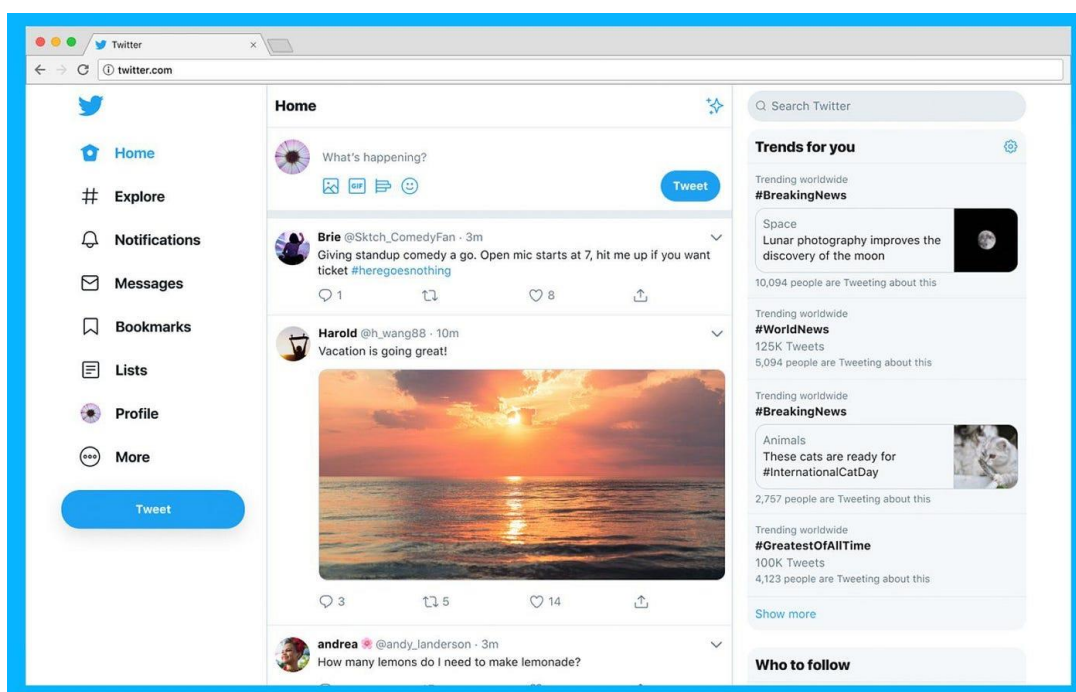 Twitter
twitter.com
Home
Explore
Notifications
Messages
Bookmarks
Lists
Profile
More
Tweet
Home
What's happening?
GIF
Tweet
Brie @Sktch_ComedyFan · 3m
Giving standup comedy a go. Open mic starts at 7, hit me up if you want
ticket #heregoesnothing
1
8
Harold @h_wang88 · 10m
Vacation is going great!
3
5
14
andrea @andy_landerson · 3m
How many lemons do I need to make lemonade?
Search Twitter
Trends for you
Trending worldwide
#BreakingNews
Space
Lunar photography improves the
discovery of the moon
10,094 people are Tweeting about this
Trending worldwide
#WorldNews
125K Tweets
5,094 people are Tweeting about this
Trending worldwide
#BreakingNews
Animals
These cats are ready for
#InternationalCatDay
2,757 people are Tweeting about this
Trending worldwide
#GreatestOfAllTime
100K Tweets
4,123 people are Tweeting about this
Show more
Who to follow